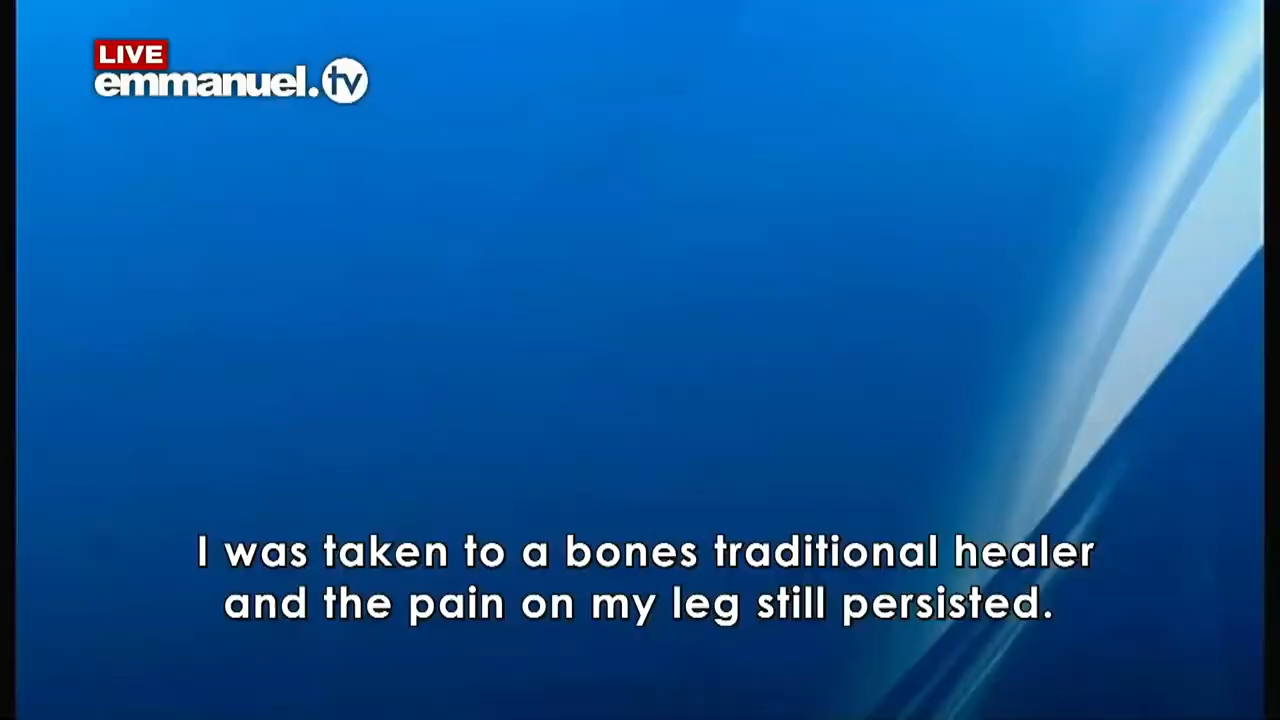 LIVE
emmanuel.tv
I was taken to a bones traditional healer
and the pain on my leg still persisted.